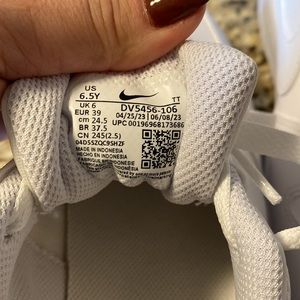 US
6.5Y
TT
UK 6
EUR 39
cm 24.5
BR 37.5
CN 245(2.5)
DV5456-106
04/25/23 06/08/23
UPC 00196968173686
MADE IN INDONESIA
HECHO EN INDONESIA